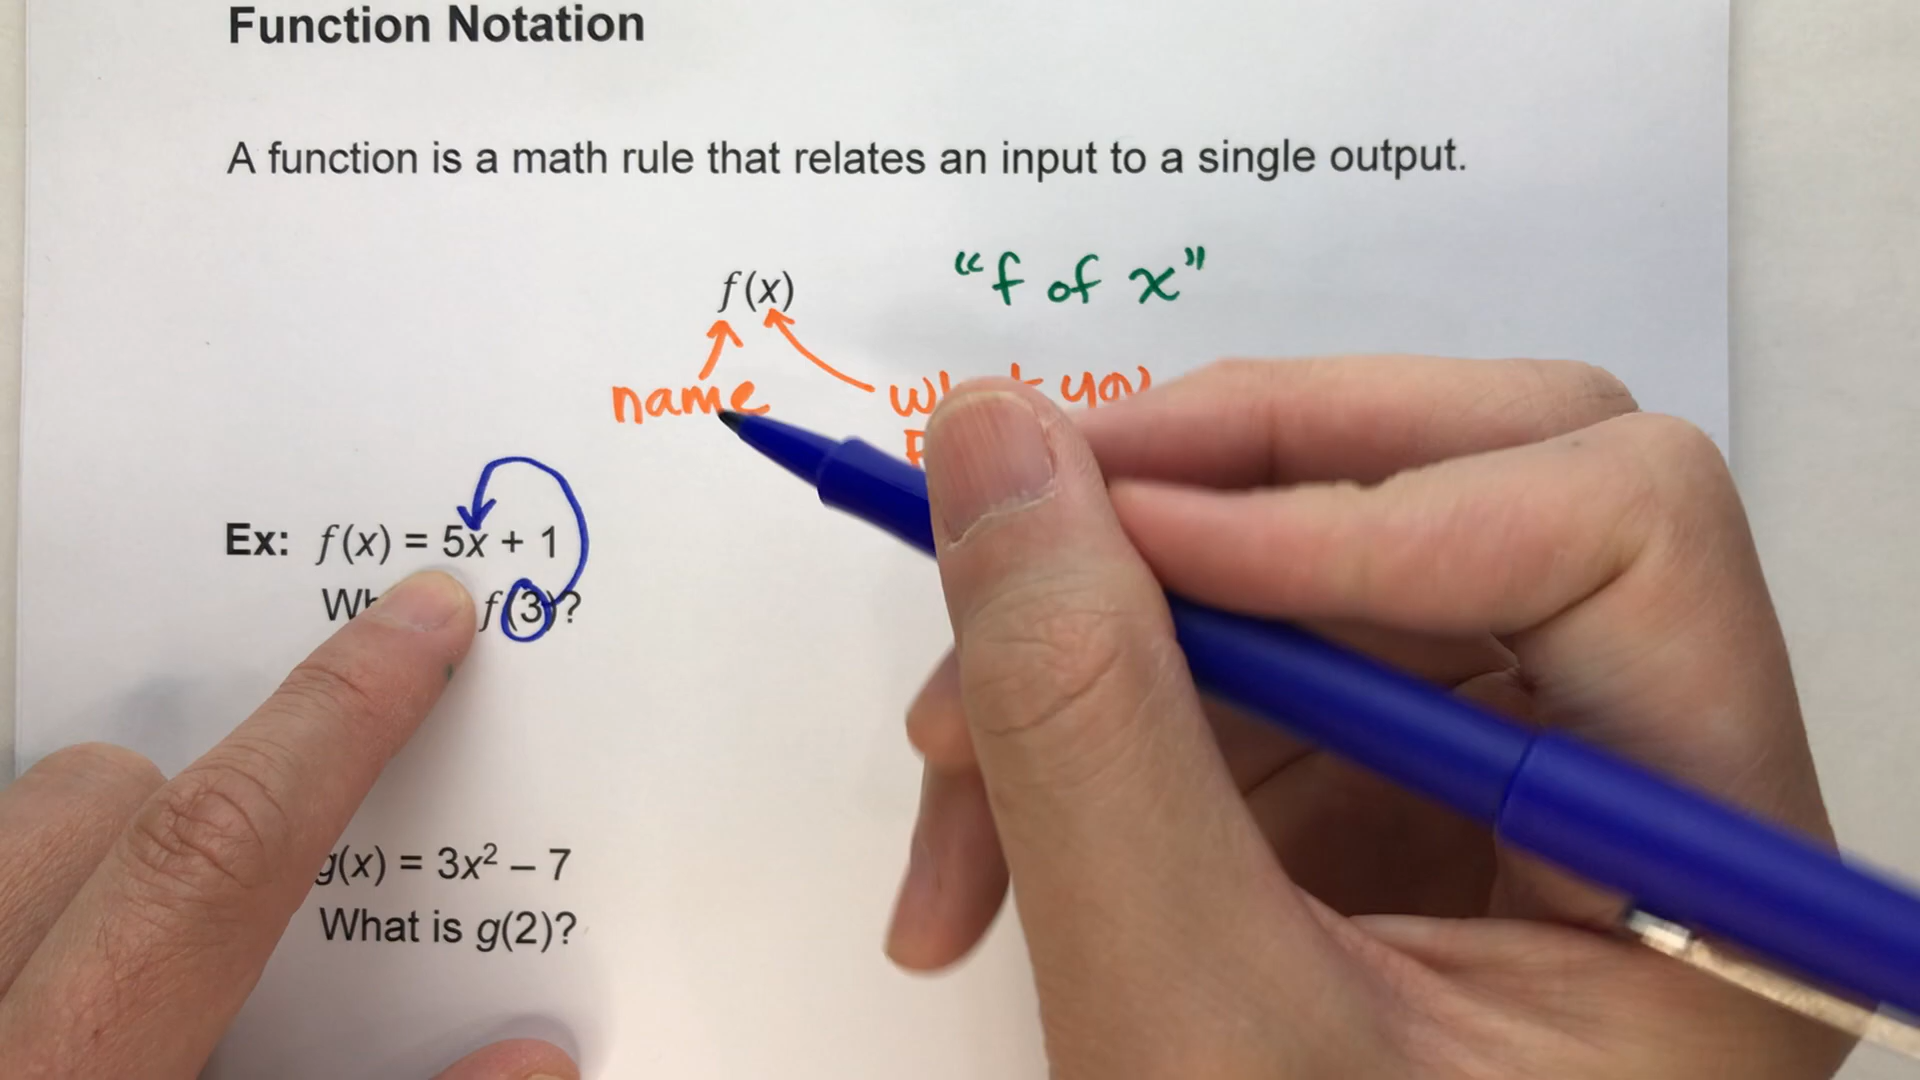 Function Notation
A function is a math rule that relates an input to a single output.
f(x) “f of x”
name you
Ex: f(x) = 5x + 1
f(3)?
g(x) = 3x² – 7
What is g(2)?